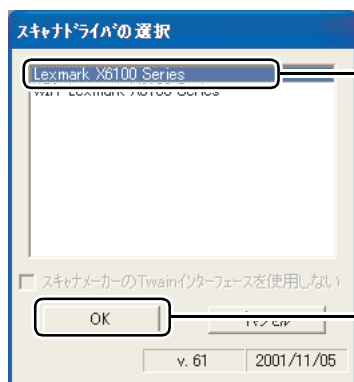 スキャナドライバの選択
Lexmark X6100 Series
WIA-Lexmark X6100 Series
スキャナメーカーのTwainインターフェースを使用しない
OK
キャンセル
v. 61
2001/11/05